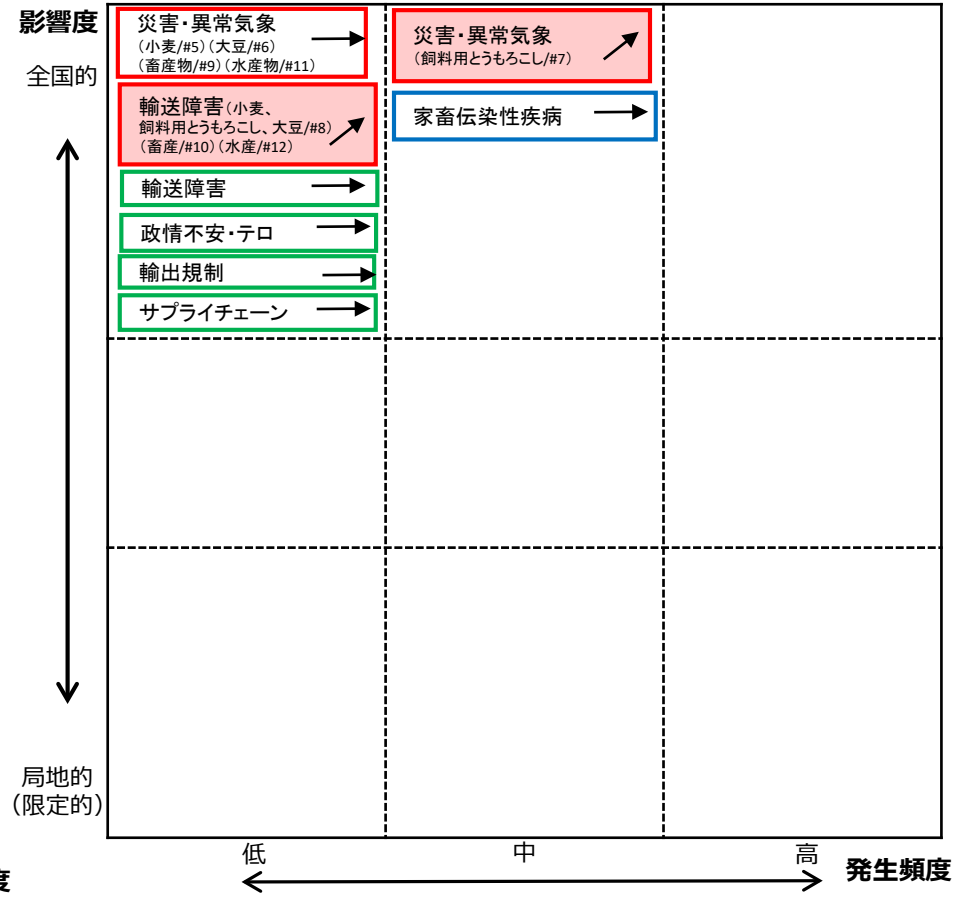 影響度
全国的
災害・異常気象
（小麦/#5）（大豆/#6）
（畜産物/#9）（水産物/#11）
輸送障害（小麦、
飼料用とうもろこし、大豆/#8）
（畜産/#10）（水産/#12）
輸送障害
政情不安・テロ
輸出規制
サプライチェーン
災害・異常気象
（飼料用とうもろこし/#7）
家畜伝染性疾病
局地的
（限定的）
低
中
高
発生頻度
度